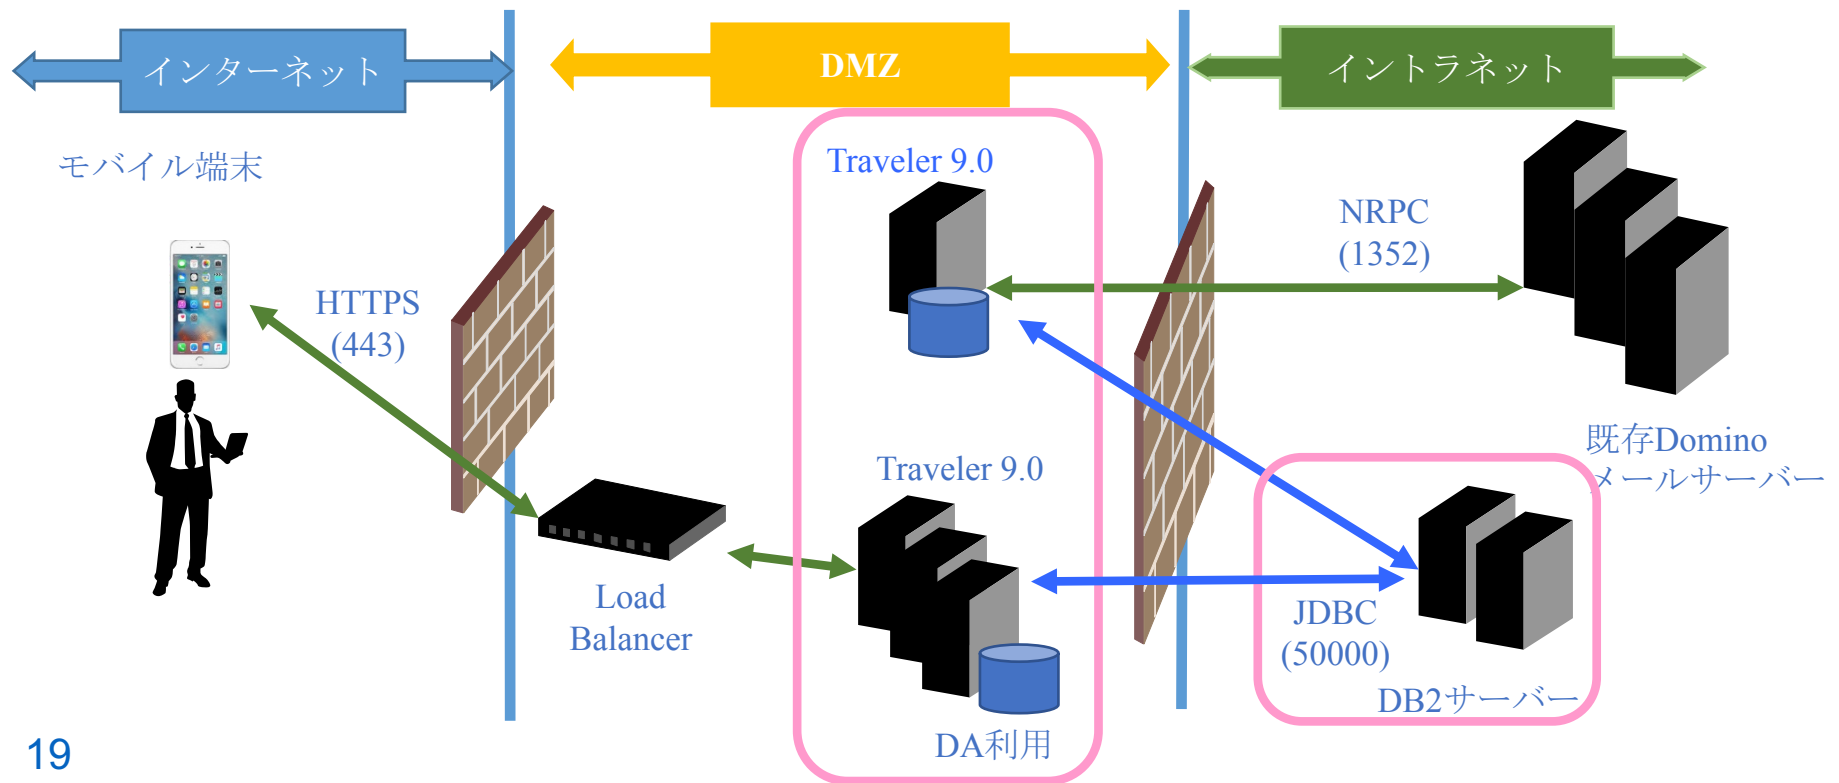 インターネット
DMZ
イントラネット
モバイル端末
Traveler 9.0
NRPC
(1352)
HTTPS
(443)
既存Domino
メールサーバー
Traveler 9.0
Load
Balancer
JDBC
(50000)
DB2サーバー
DA利用
19